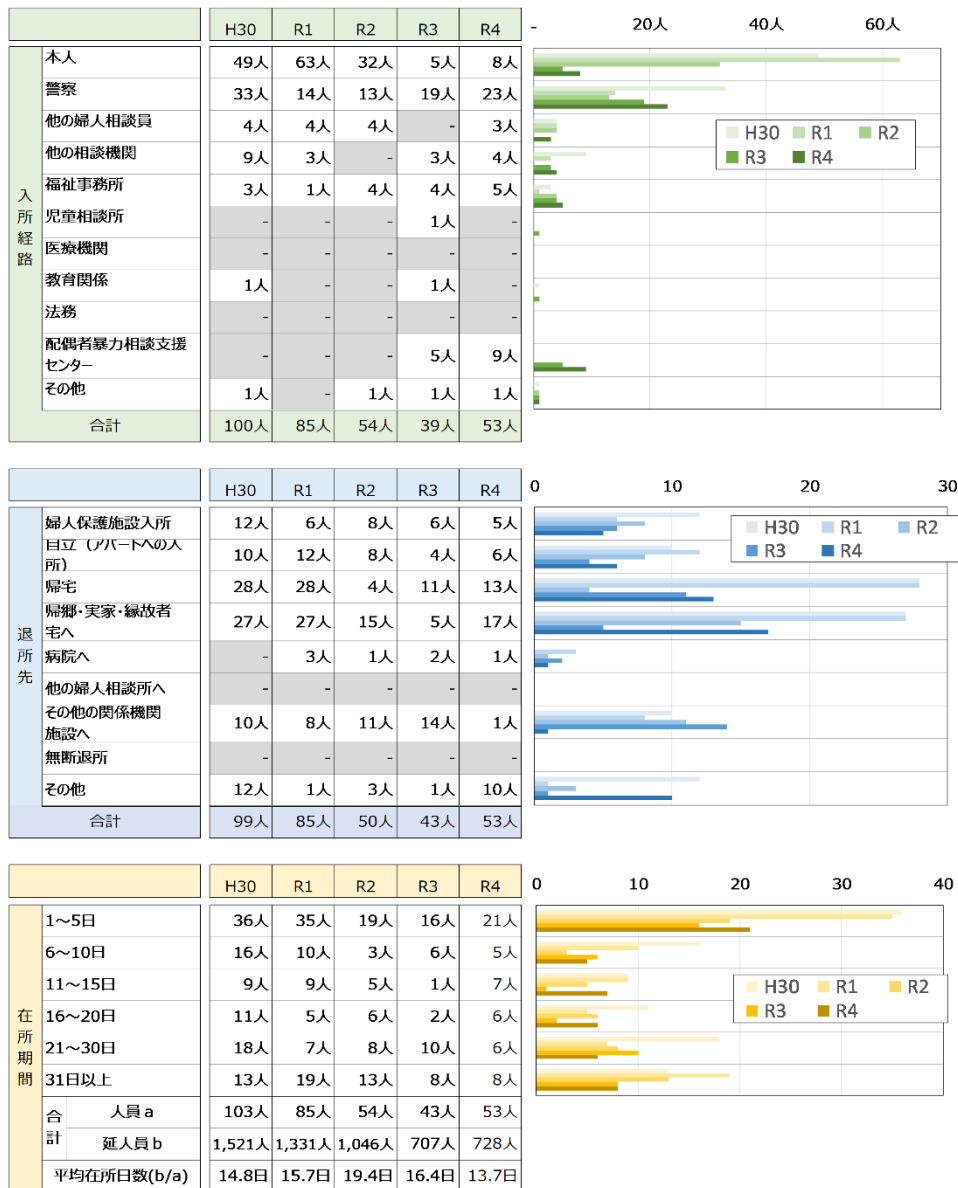 H30 R1 R2 R3 R4
- 20人 40人 60人
入所経路
本人 49人 63人 32人 5人 8人
警察 33人 14人 13人 19人 23人
他の婦人相談員 4人 4人 4人 - 3人
他の相談機関 9人 3人 - 3人 4人
福祉事務所 3人 1人 4人 4人 5人
児童相談所 - - - 1人 -
医療機関 - - - - -
教育関係 1人 - - 1人 -
法務 - - - - -
配偶者暴力相談支援
センター - - - 5人 9人
その他 1人 - 1人 1人 1人
合計 100人 85人 54人 39人 53人
H30 R1 R2
R3 R4
H30 R1 R2 R3 R4
0 10 20 30
退所先
婦人保護施設入所 12人 6人 8人 6人 5人
自立（アパートへの入
所） 10人 12人 8人 4人 6人
帰宅 28人 28人 4人 11人 13人
帰郷・実家・縁故者
宅へ 27人 27人 15人 5人 17人
病院へ - 3人 1人 2人 1人
他の婦人相談所へ - - - - -
その他の関係機関
施設へ 10人 8人 11人 14人 1人
無断退所 - - - - -
その他 12人 1人 3人 1人 10人
合計 99人 85人 50人 43人 53人
H30 R1 R2
R3 R4
H30 R1 R2 R3 R4
0 10 20 30 40
在所期間
1～5日 36人 35人 19人 16人 21人
6～10日 16人 10人 3人 6人 5人
11～15日 9人 9人 5人 1人 7人
16～20日 11人 5人 6人 2人 6人
21～30日 18人 7人 8人 10人 6人
31日以上 13人 19人 13人 8人 8人
合計
人員a 103人 85人 54人 43人 53人
延人員b 1,521人 1,331人 1,046人 707人 728人
平均在所日数(b/a) 14.8日 15.7日 19.4日 16.4日 13.7日
H30 R1 R2
R3 R4